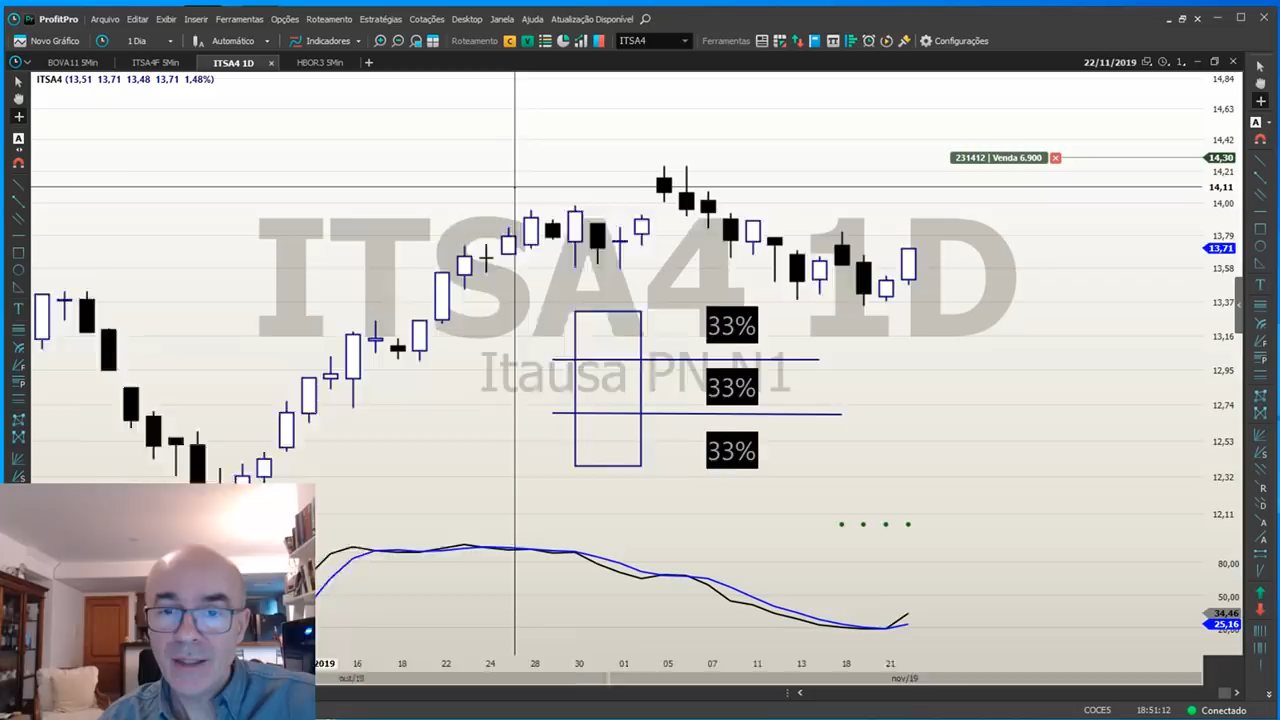 ProfitPro Arquivo Editar Exibir Inserir Ferramentas Opções Roteamento Estratégias Cotações Desktop Janela Ajuda Atualização Disponível
Novo Gráfico 1 Dia Automático Indicadores Roteamento C V ITSA4 Ferramentas Configurações
BOVA11 5Min ITSA4F 5Min ITSA4 1D HBOR3 5Min 22/11/2019
ITSA4 (13,51 13,71 13,48 13,71 1,48%)
ITSA4 1D
Itausa PN N1
231412 | Venda 6.900
33%
33%
33%
14,84
14,63
14,42
14,30
14,21
14,11
14,00
13,79
13,71
13,58
13,37
13,16
12,95
12,74
12,53
12,32
12,11
80,00
50,00
34,46
25,16
2019 16 18 22 24 28 30 01 05 07 11 13 18 21
out/19 nov/19
COCE5 18:51:12 Conectado